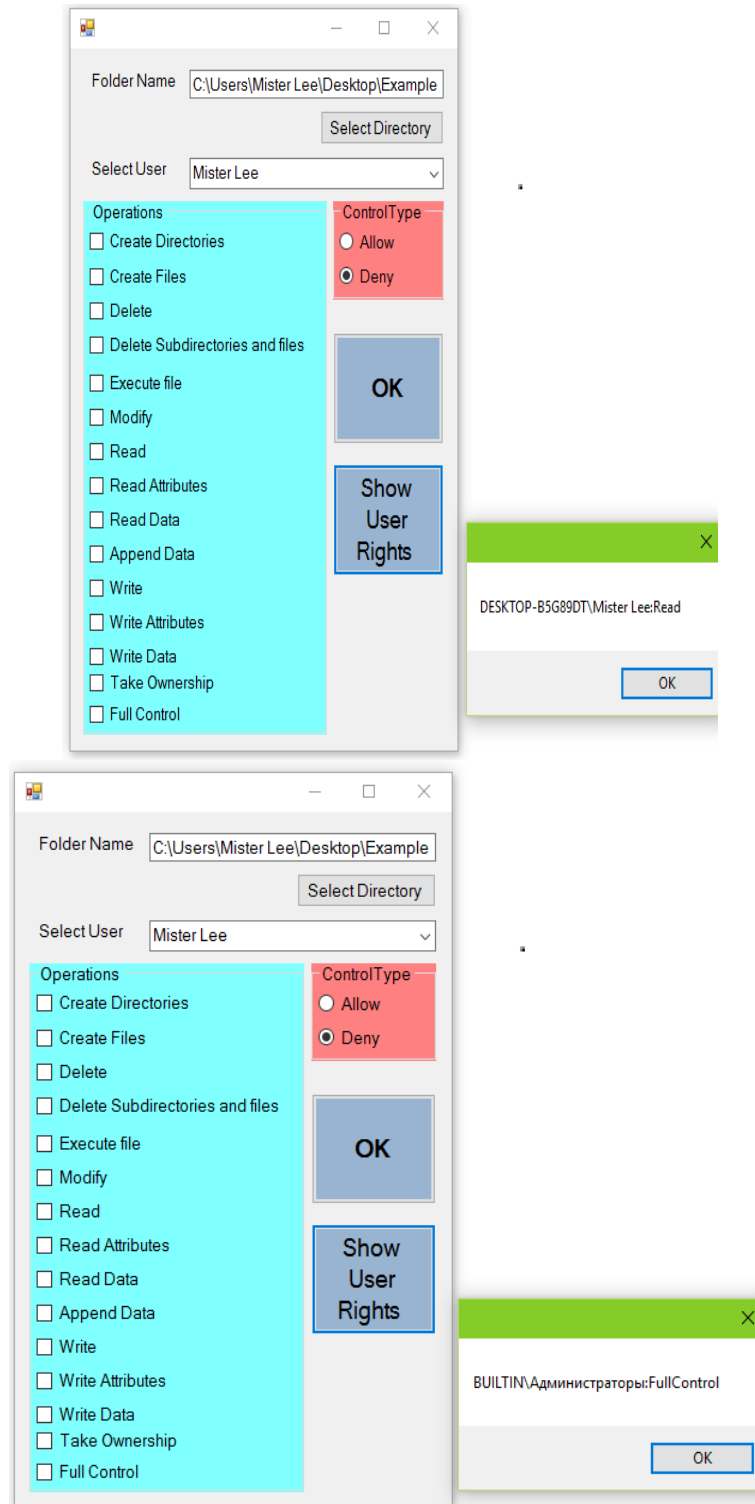 Folder Name C:\Users\Mister Lee\Desktop\Example
Select Directory
Select User Mister Lee
Operations
Create Directories
Create Files
Delete
Delete Subdirectories and files
Execute file
Modify
Read
Read Attributes
Read Data
Append Data
Write
Write Attributes
Write Data
Take Ownership
Full Control
ControlType
Allow
Deny
OK
Show
User
Rights
DESKTOP-B5G89DT\Mister Lee:Read
OK
Folder Name C:\Users\Mister Lee\Desktop\Example
Select Directory
Select User Mister Lee
Operations
Create Directories
Create Files
Delete
Delete Subdirectories and files
Execute file
Modify
Read
Read Attributes
Read Data
Append Data
Write
Write Attributes
Write Data
Take Ownership
Full Control
ControlType
Allow
Deny
OK
Show
User
Rights
BUILTIN\Администраторы:FullControl
OK